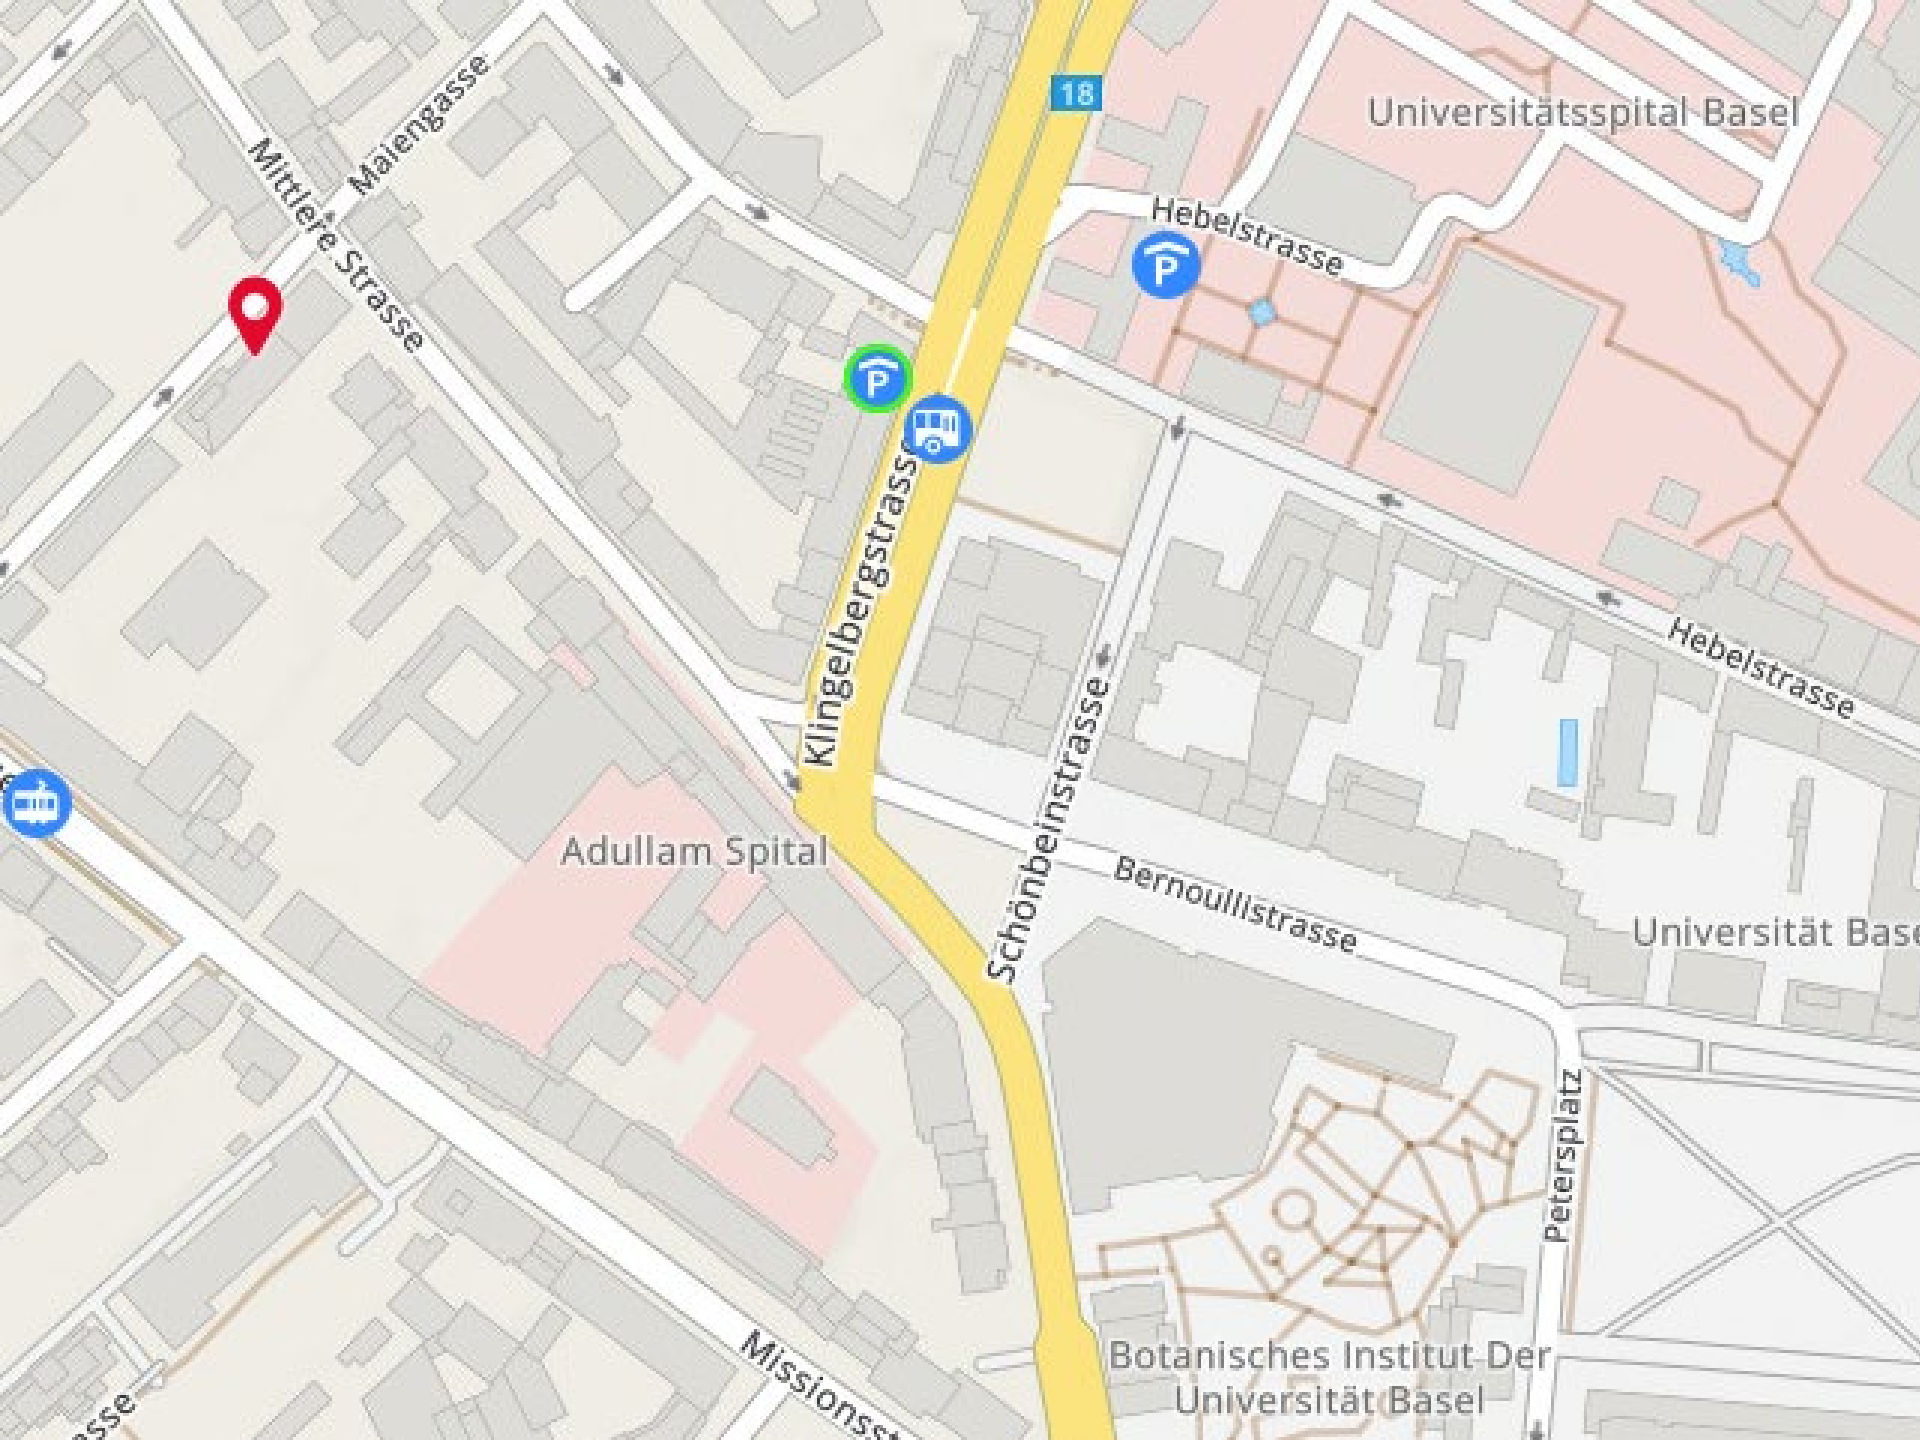 18
Universitätsspital Basel
Maiengasse
Mittlere Strasse
Hebelstrasse
P
P
Klingelbergstrasse
Hebelstrasse
Schönbeinstrasse
Adullam Spital
Bernoullistrasse
Universität Base
Petersplatz
Missionsst
Botanisches Institut Der
Universität Basel
asse